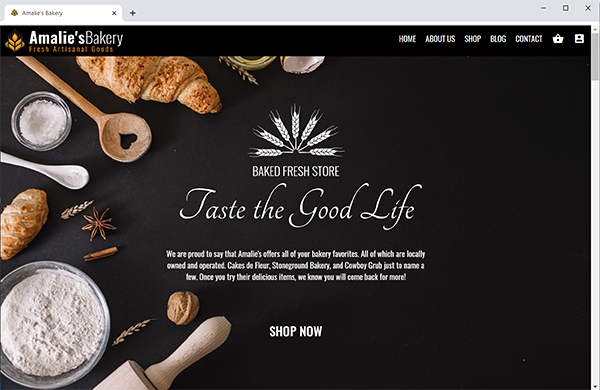 Amalie's Bakery
Amalie'sBakery
Fresh Artisanal Goods
HOME ABOUT US SHOP BLOG CONTACT
BAKED FRESH STORE
Taste the Good Life
We are proud to say that Amalie's offers all of your bakery favorites. All of which are locally
owned and operated. Cakes de Fleur, Stoneground Bakery, and Cowboy Grub just to name a
few. Once you try their delicious items, we know you will come back for more!
SHOP NOW